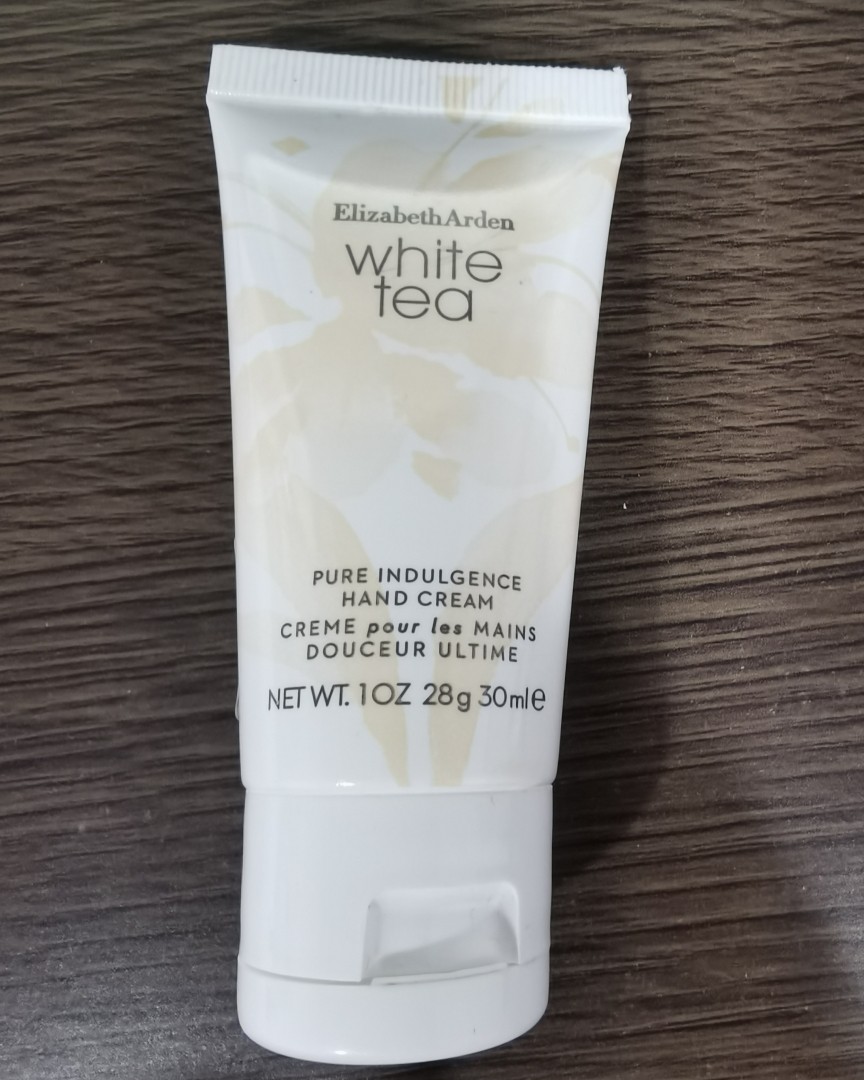 ElizabethArden
white
tea
PURE INDULGENCE
HAND CREAM
CREME pour les MAINS
DOUCEUR ULTIME
NET WT. 1OZ 28g 30ml℮